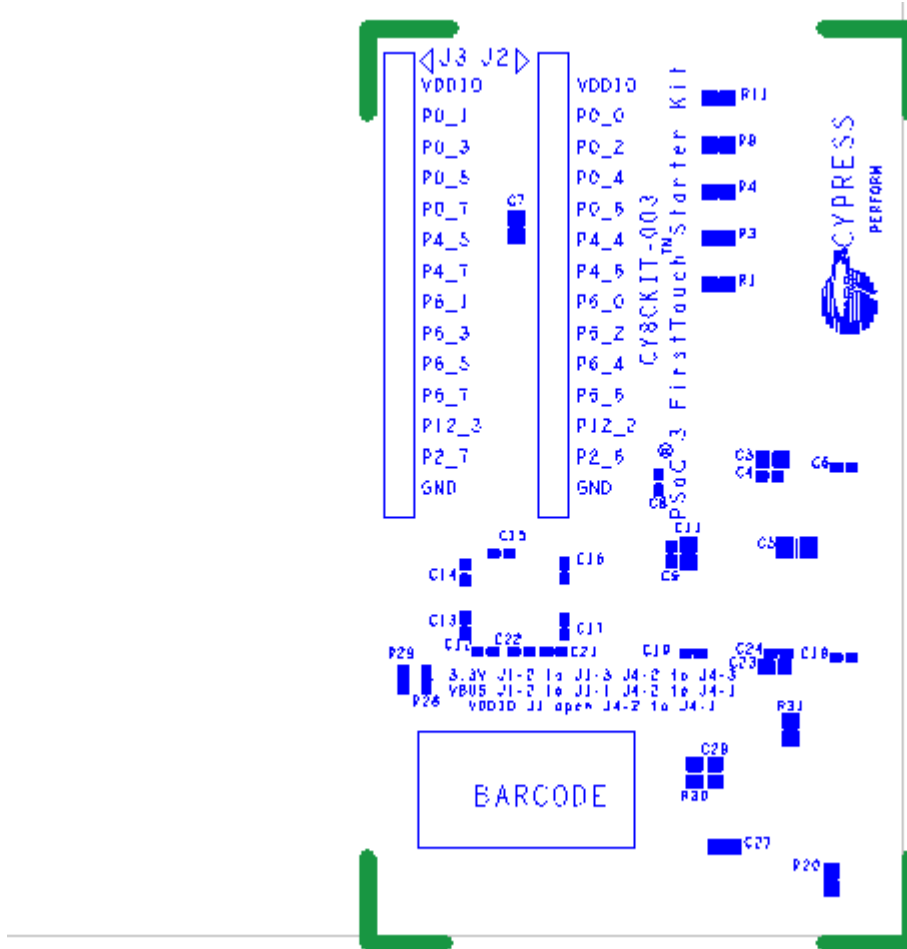 J3 J2
VDDIO
P0_1
P0_3
P0_5
P0_7
P4_5
P4_7
P6_1
P6_3
P6_5
P6_7
P12_3
P2_7
GND
C7
VDDIO
P0_0
P0_2
P0_4
P0_6
P4_4
P4_6
P6_0
P6_2
P6_4
P6_6
P12_2
P2_6
GND
CY8CKIT-003
PSoC® 3 FirstTouch™ Starter Kit
R11
R4
R3
R1
CYPRESS
PERFORM
C3
C4
C6
C8
C11
C9
C5
C15
C14
C16
C13
C17
C22
C21
C19
C24
C23
C18
R29
R28
3.3V J1-2 to J1-3 J4-2 to J4-3
VBUS J1-2 to J1-1 J4-2 to J4-1
VDDIO J1 open J4-2 to J4-1
R31
C28
R30
BARCODE
C27
R20